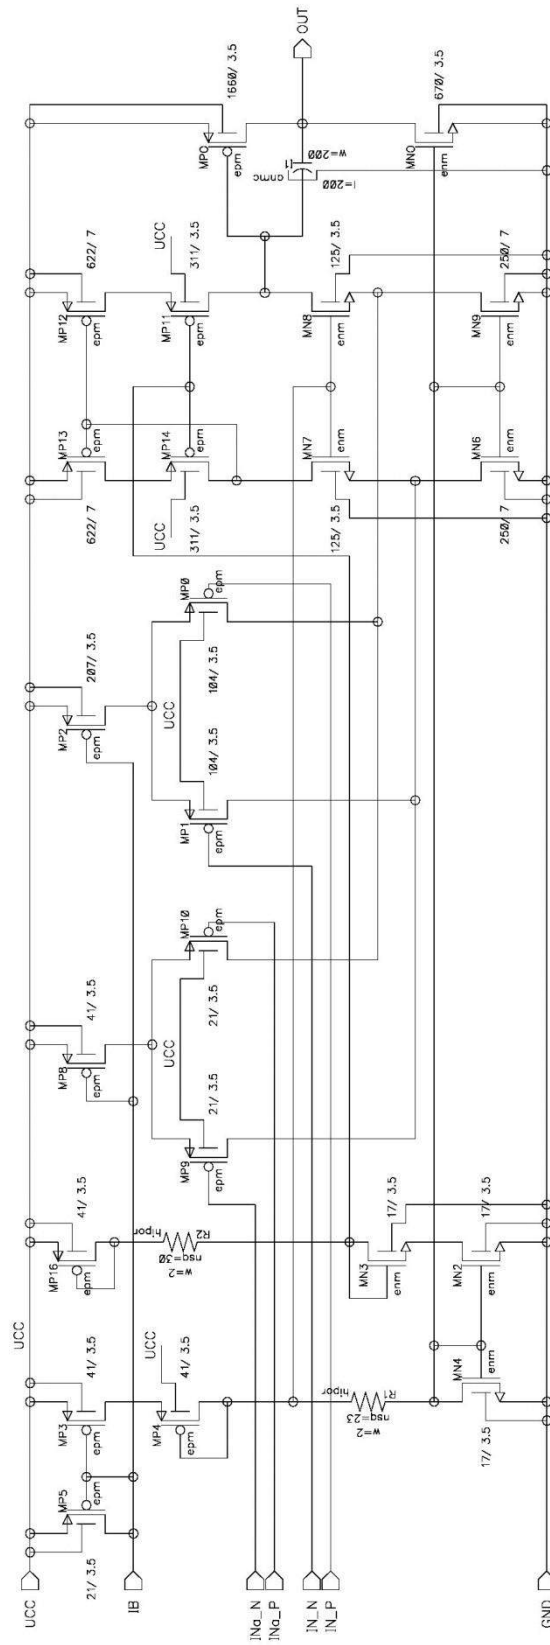 UCC
IB
INa_N
INa_P
IN_N
IN_P
GND
OUT
UCC
MP5
epm
21/ 3.5
MP3
epm
41/ 3.5
MP4
epm
UCC
41/ 3.5
R1
hipor
nsq=23
w=2
MN4
enm
17/ 3.5
MP16
epm
41/ 3.5
R2
hipor
nsq=30
w=2
MN3
enm
17/ 3.5
MN2
enm
17/ 3.5
MP8
epm
41/ 3.5
MP9
epm
21/ 3.5
UCC
MP10
epm
21/ 3.5
MP2
epm
207/ 3.5
MP1
epm
104/ 3.5
UCC
MP0
epm
104/ 3.5
MP13
epm
622/ 7
MP12
epm
622/ 7
MP14
epm
UCC
311/ 3.5
MP11
epm
UCC
311/ 3.5
MN7
enm
125/ 3.5
MN8
enm
125/ 3.5
MN6
enm
250/ 7
MN9
enm
250/ 7
epm
1660/ 3.5
w=200
l=200
enm
670/ 3.5